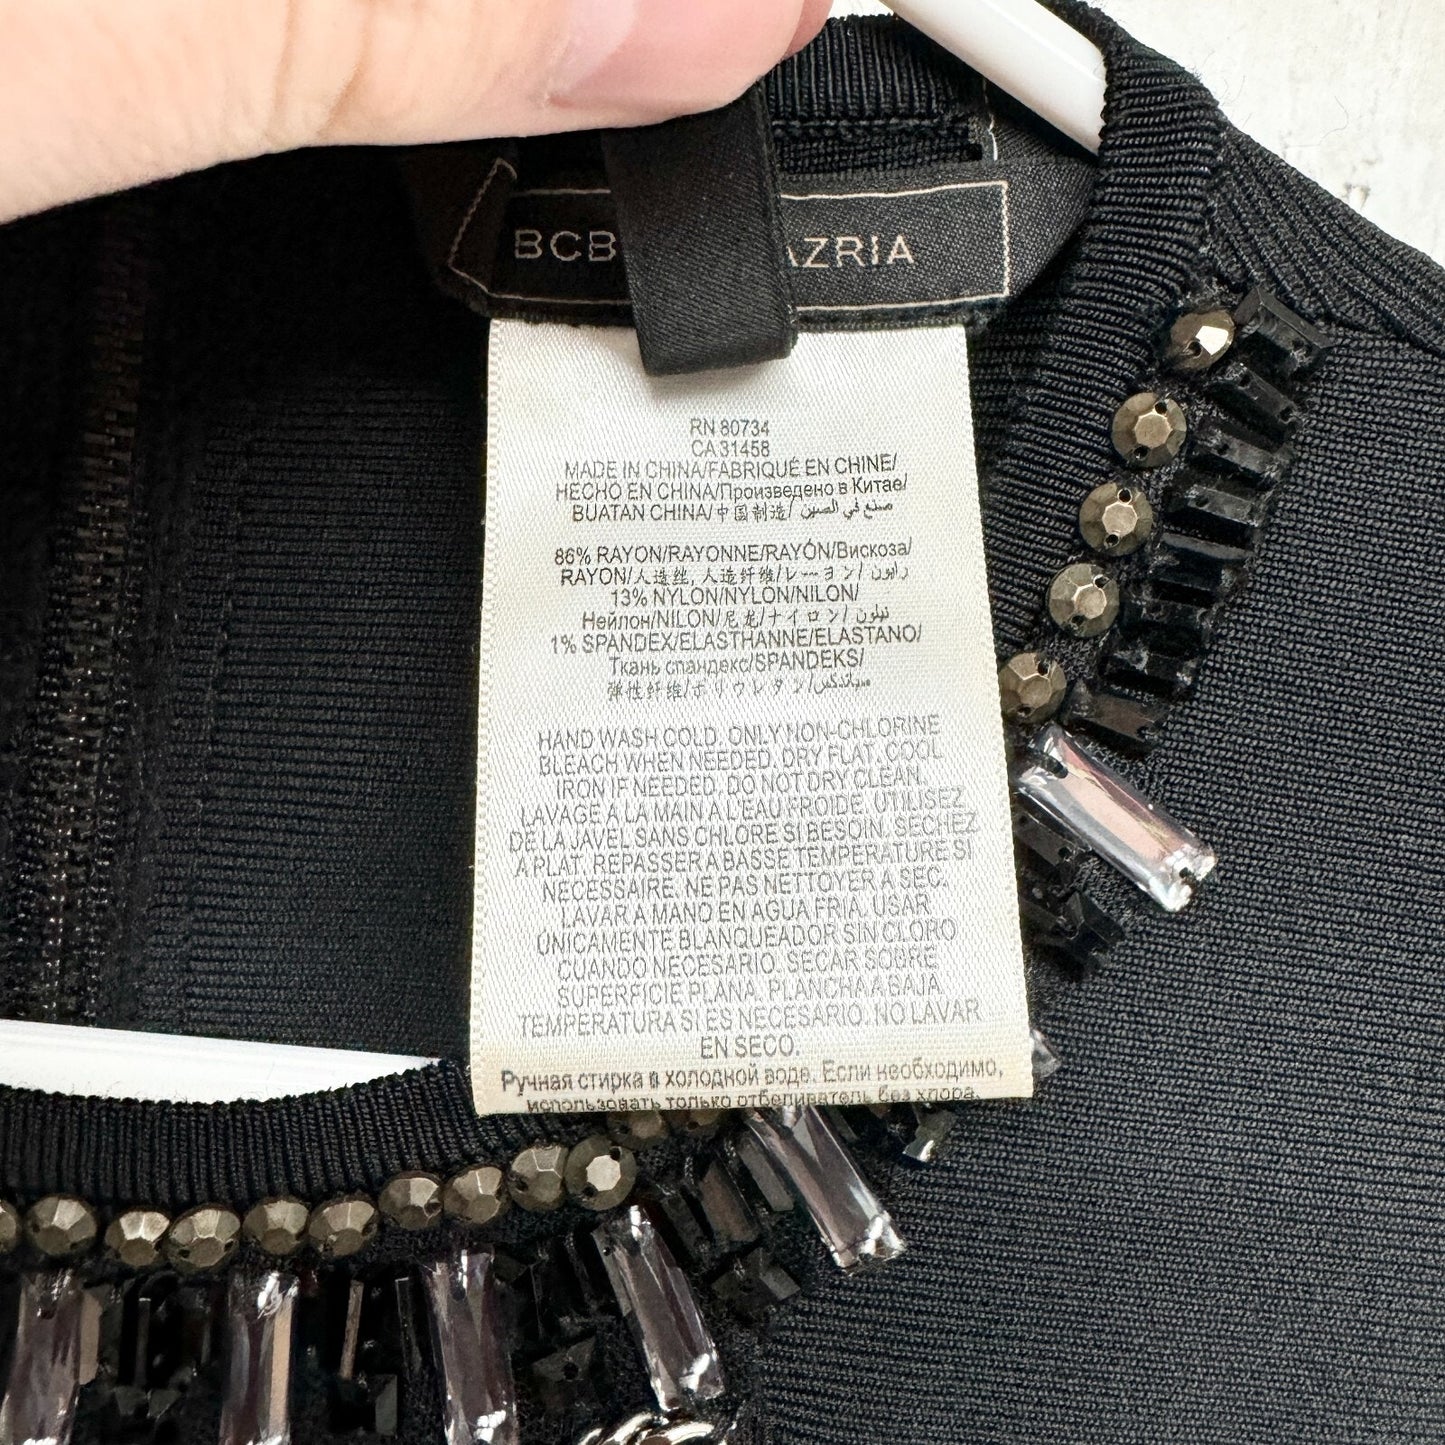 BCB AZRIA
RN 80734
CA 31458
MADE IN CHINA/FABRIQUÉ EN CHINE/
HECHO EN CHINA/Произведено в Китае/
BUATAN CHINA/中国制造/ صنع في الصين
86% RAYON/RAYONNE/RAYÓN/Вискоза/
RAYON/人造丝, 人造纤维/レーヨン/ رايون
13% NYLON/NYLON/NILON/
Нейлон/NILON/尼龙/ナイロン/ نيلون
1% SPANDEX/ELASTHANNE/ELASTANO/
Ткань спандекс/SPANDEKS/
弹性纤维/ポリウレタン/سباندكس
HAND WASH COLD. ONLY NON-CHLORINE
BLEACH WHEN NEEDED. DRY FLAT. COOL
IRON IF NEEDED. DO NOT DRY CLEAN.
LAVAGE A LA MAIN A L'EAU FROIDE. UTILISEZ
DE LA JAVEL SANS CHLORE SI BESOIN. SECHEZ
A PLAT. REPASSER A BASSE TEMPERATURE SI
NECESSAIRE. NE PAS NETTOYER A SEC.
LAVAR A MANO EN AGUA FRIA. USAR
UNICAMENTE BLANQUEADOR SIN CLORO
CUANDO NECESARIO. SECAR SOBRE
SUPERFICIE PLANA. PLANCHA A BAJA
TEMPERATURA SI ES NECESARIO. NO LAVAR
EN SECO.
Ручная стирка в холодной воде. Если необходимо,
использовать только отбеливатель без хлора.